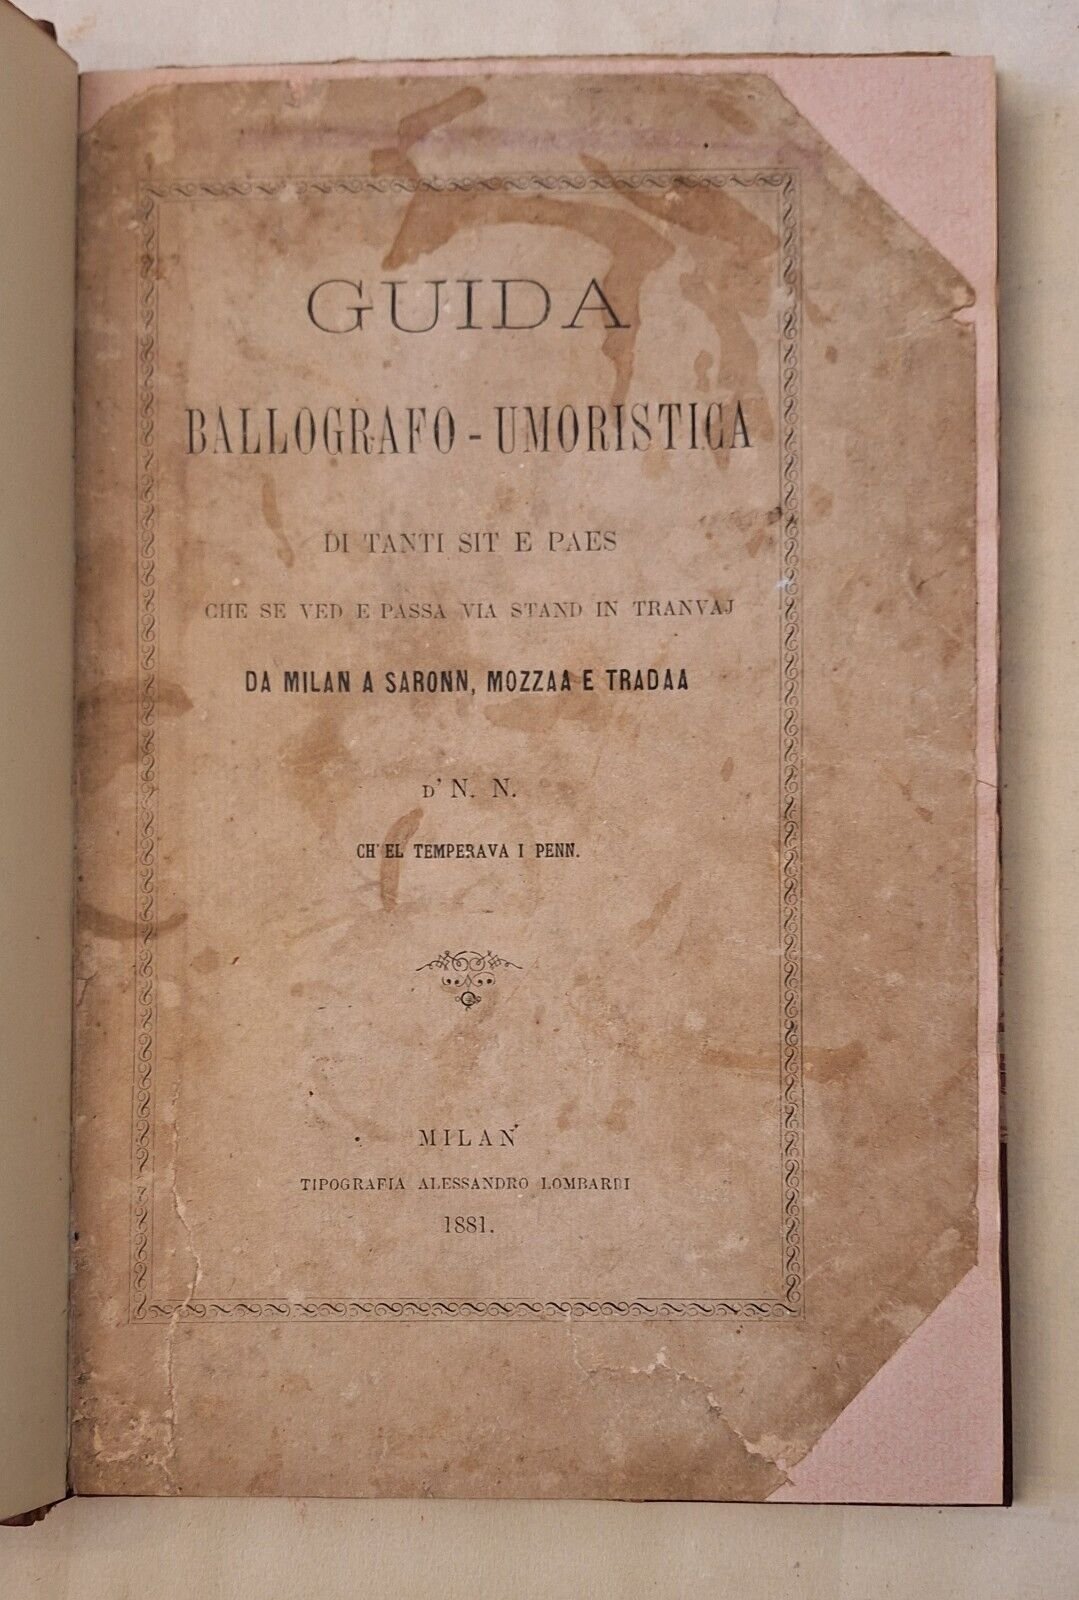 GUIDA
BALLOGRAFO - UMORISTICA
DI TANTI SIT E PAES
CHE SE VED E PASSA VIA STAND IN TRANVAJ
DA MILAN A SARONN, MOZZAA E TRADAA
D' N. N.
CH' EL TEMPERAVA I PENN.
MILAN
TIPOGRAFIA ALESSANDRO LOMBARDI
1881.